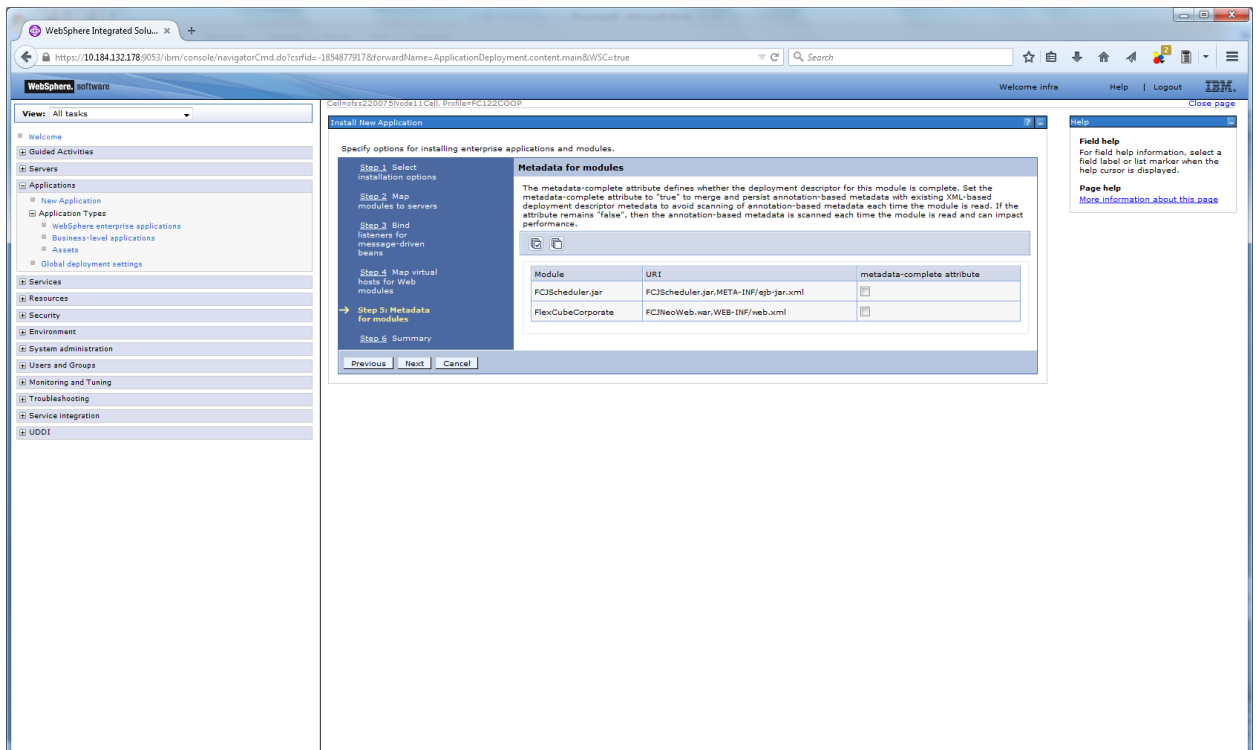 WebSphere Integrated Solu... × +
https://10.184.132.178:9053/ibm/console/navigatorCmd.do?csrfid=-1854877917&forwardName=ApplicationDeployment.content.main&WSC=true
Search
2
WebSphere. software
Welcome infra
Help | Logout
IBM.
Cell=ofss220075Node11Cell, Profile=FC122COOP
Close page
View: All tasks
Welcome
Guided Activities
Servers
Applications
New Application
Application Types
WebSphere enterprise applications
Business-level applications
Assets
Global deployment settings
Services
Resources
Security
Environment
System administration
Users and Groups
Monitoring and Tuning
Troubleshooting
Service integration
UDDI
Install New Application
?
Specify options for installing enterprise applications and modules.
Step 1 Select
installation options
Step 2 Map
modules to servers
Step 3 Bind
listeners for
message-driven
beans
Step 4 Map virtual
hosts for Web
modules
Step 5: Metadata
for modules
Step 6 Summary
Metadata for modules
The metadata-complete attribute defines whether the deployment descriptor for this module is complete. Set the
metadata-complete attribute to "true" to merge and persist annotation-based metadata with existing XML-based
deployment descriptor metedata to avoid scanning of annotation-based metadata each time the module is read. If the
attribute remains "false", then the annotation-based metadata is scanned each time the module is read and can impact
performance.
Module URI metadata-complete attribute
FCJScheduler.jar FCJScheduler.jar,META-INF/ejb-jar.xml
FlexCubeCorporate FCJNeoWeb.war,WEB-INF/web.xml
Previous Next Cancel
Help
Field help
For field help information, select a
field label or list marker when the
help cursor is displayed.
Page help
More information about this page